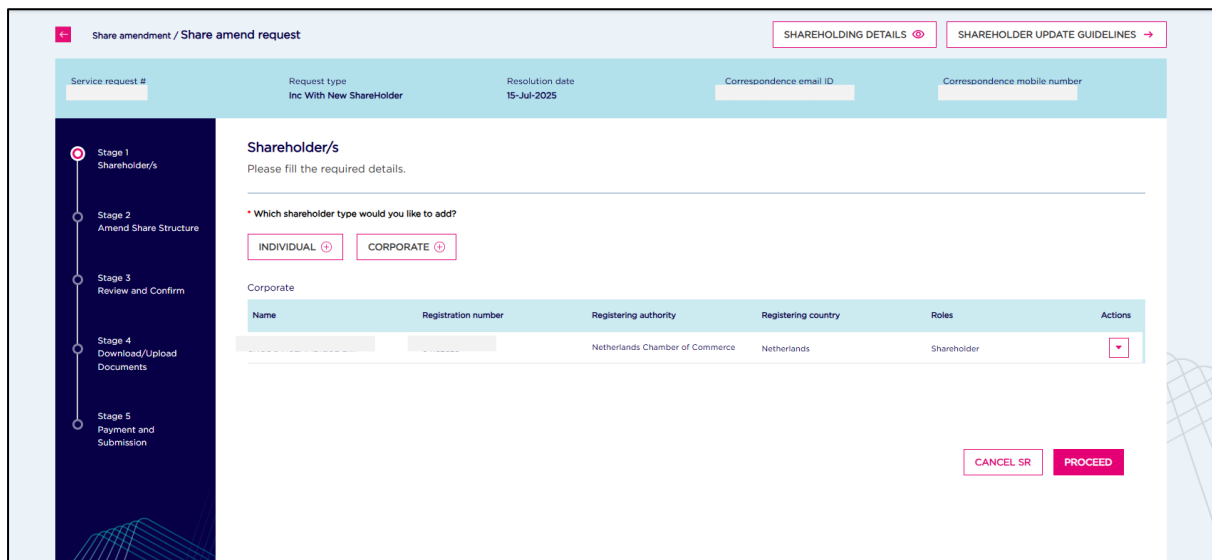 Share amendment / Share amend request
SHAREHOLDING DETAILS
SHAREHOLDER UPDATE GUIDELINES →
Service request #
Request type
Inc With New ShareHolder
Resolution date
15-Jul-2025
Correspondence email ID
Correspondence mobile number
Stage 1
Shareholder/s
Stage 2
Amend Share Structure
Stage 3
Review and Confirm
Stage 4
Download/Upload
Documents
Stage 5
Payment and
Submission
Shareholder/s
Please fill the required details.
* Which shareholder type would you like to add?
INDIVIDUAL
CORPORATE
Corporate
Name Registration number Registering authority Registering country Roles Actions
Netherlands Chamber of Commerce Netherlands Shareholder
CANCEL SR
PROCEED